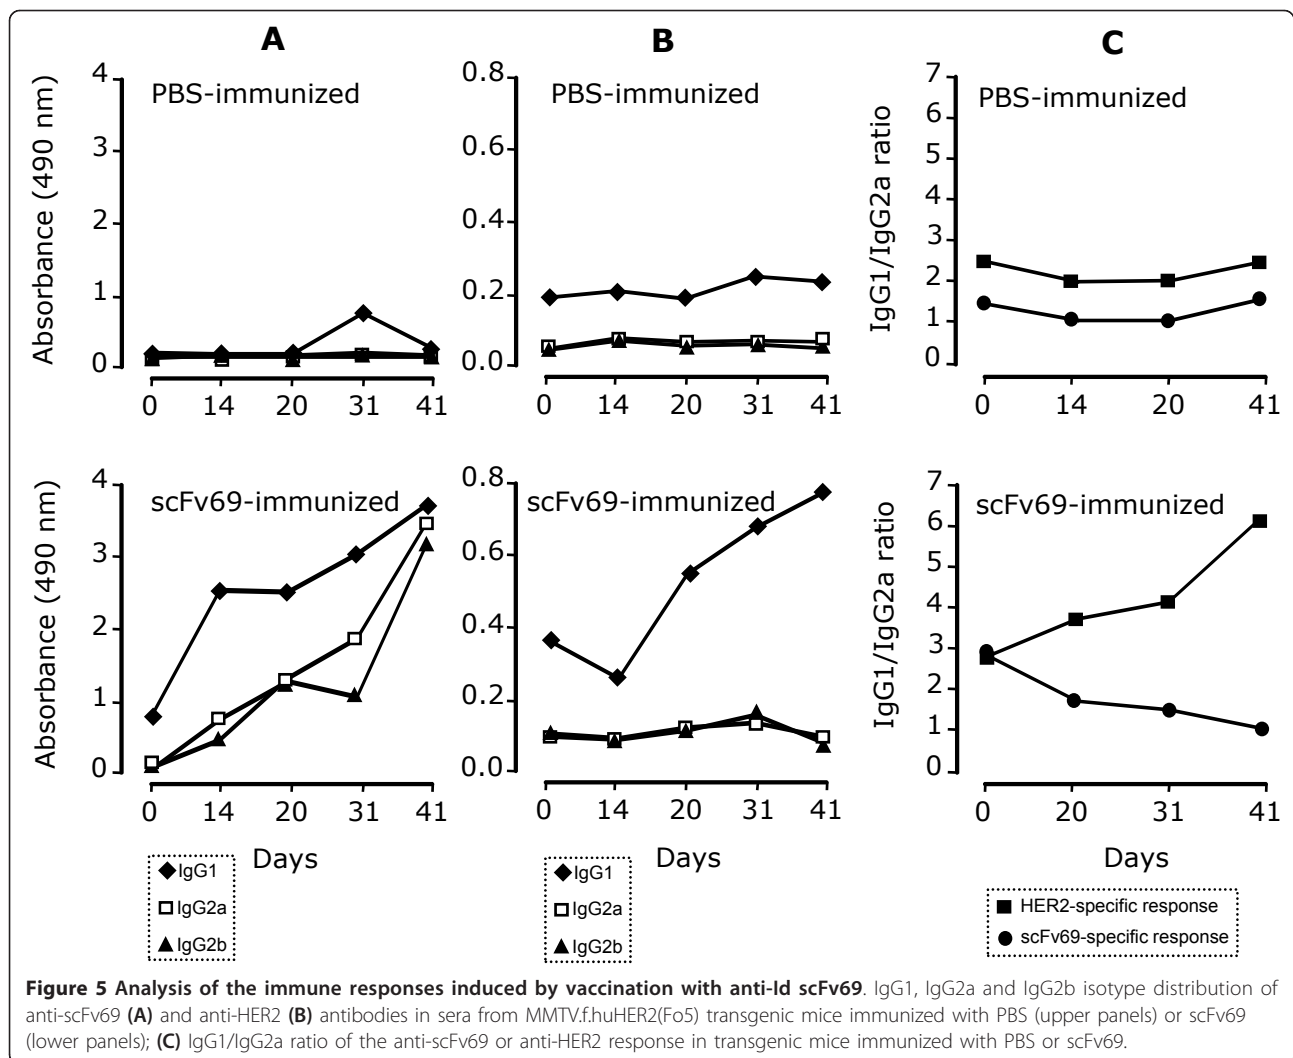 A
B
C
PBS-immunized
Absorbance (490 nm)
4
3
2
1
0
0 14 20 31 41
PBS-immunized
0.8
0.6
0.4
0.2
0.0
0 14 20 31 41
PBS-immunized
IgG1/IgG2a ratio
7
6
5
4
3
2
1
0
0 14 20 41
scFv69-immunized
Absorbance (490 nm)
4
3
2
1
0
0 14 20 31 41
Days
IgG1
IgG2a
IgG2b
scFv69-immunized
0.8
0.6
0.4
0.2
0.0
0 14 20 31 41
Days
IgG1
IgG2a
IgG2b
scFv69-immunized
IgG1/IgG2a ratio
7
6
5
4
3
2
1
0
0 20 31 41
Days
HER2-specific response
scFv69-specific response
Figure 5 Analysis of the immune responses induced by vaccination with anti-Id scFv69. IgG1, IgG2a and IgG2b isotype distribution of
anti-scFv69 (A) and anti-HER2 (B) antibodies in sera from MMTV.f.huHER2(Fo5) transgenic mice immunized with PBS (upper panels) or scFv69
(lower panels); (C) IgG1/IgG2a ratio of the anti-scFv69 or anti-HER2 response in transgenic mice immunized with PBS or scFv69.